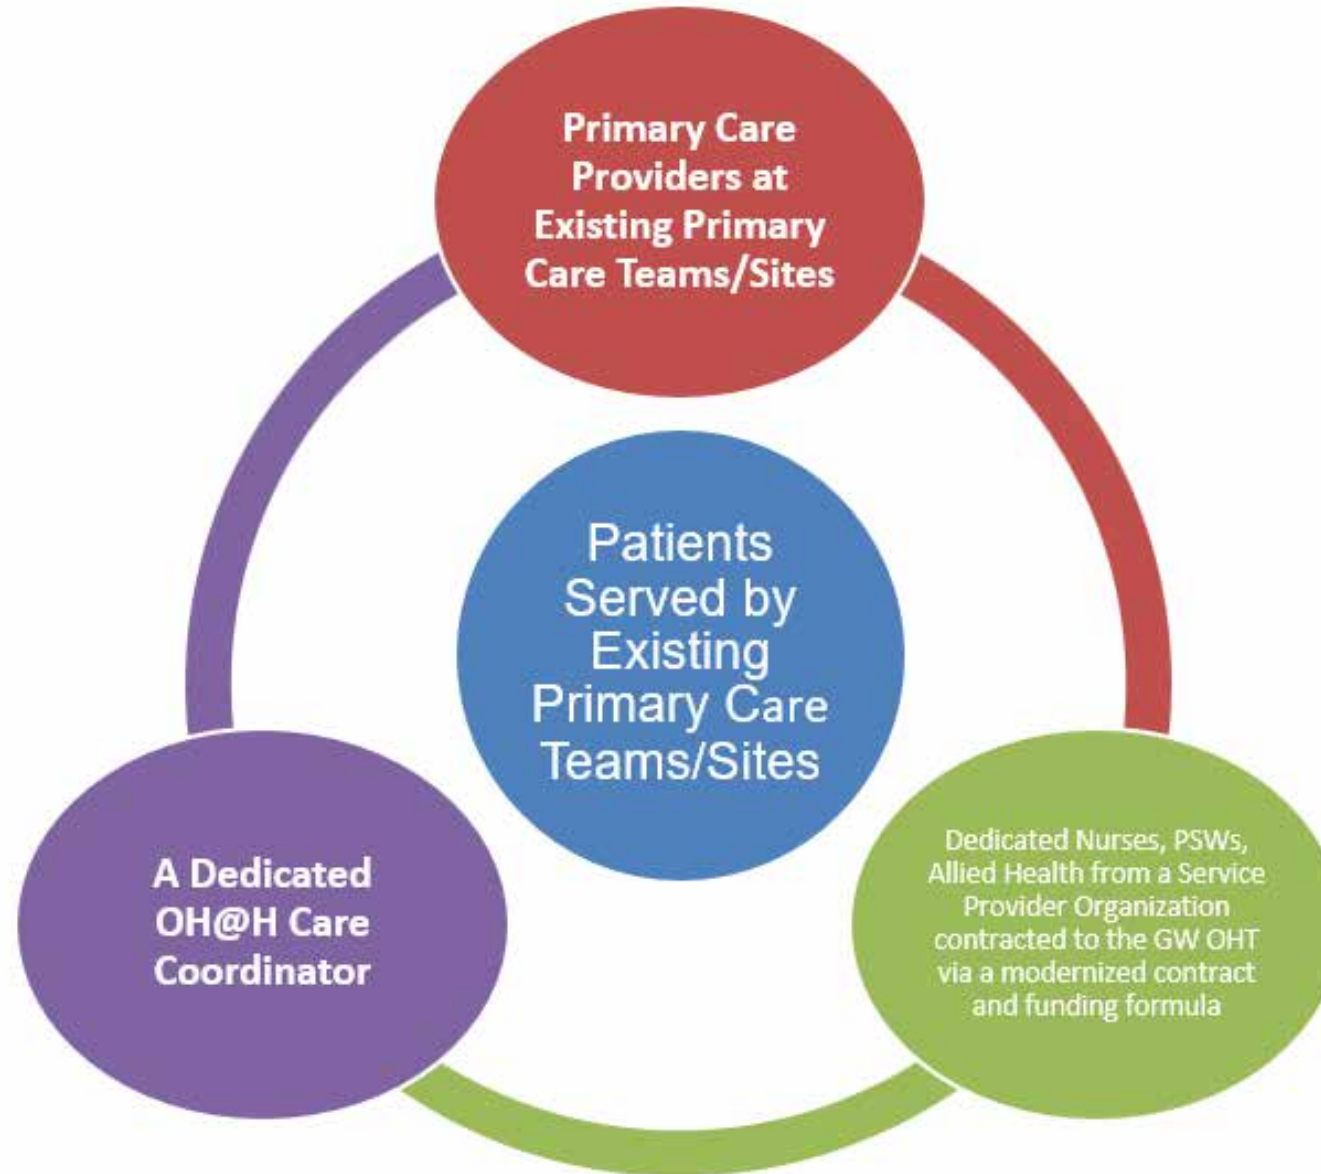 Primary Care
Providers at
Existing Primary
Care Teams/Sites
Patients
Served by
Existing
Primary Care
Teams/Sites
A Dedicated
OH@H Care
Coordinator
Dedicated Nurses, PSWs,
Allied Health from a Service
Provider Organization
contracted to the GW OHT
via a modernized contract
and funding formula